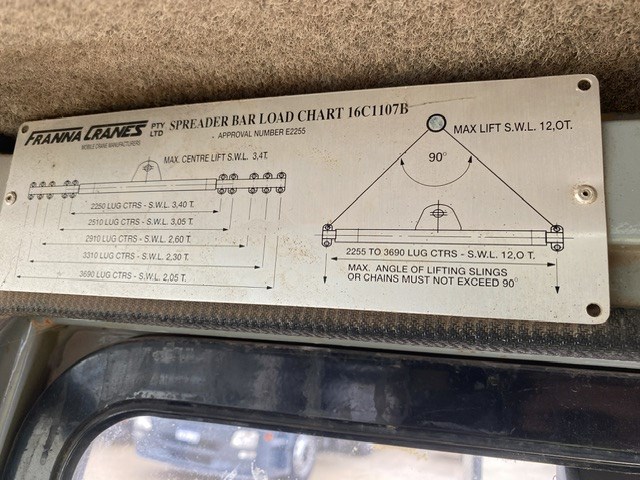 FRANNA CRANES PTY LTD
MOBILE CRANE MANUFACTURERS
SPREADER BAR LOAD CHART 16C1107B
APPROVAL NUMBER E2255
MAX. CENTRE LIFT S.W.L. 3,4T.
2250 LUG CTRS - S.W.L. 3,40 T.
2510 LUG CTRS - S.W.L. 3,05 T.
2910 LUG CTRS - S.W.L. 2,60 T.
3310 LUG CTRS - S.W.L. 2,30 T.
3690 LUG CTRS - S.W.L. 2,05 T.
MAX LIFT S.W.L. 12,OT.
90°
2255 TO 3690 LUG CTRS - S.W.L. 12,O T.
MAX. ANGLE OF LIFTING SLINGS
OR CHAINS MUST NOT EXCEED 90°